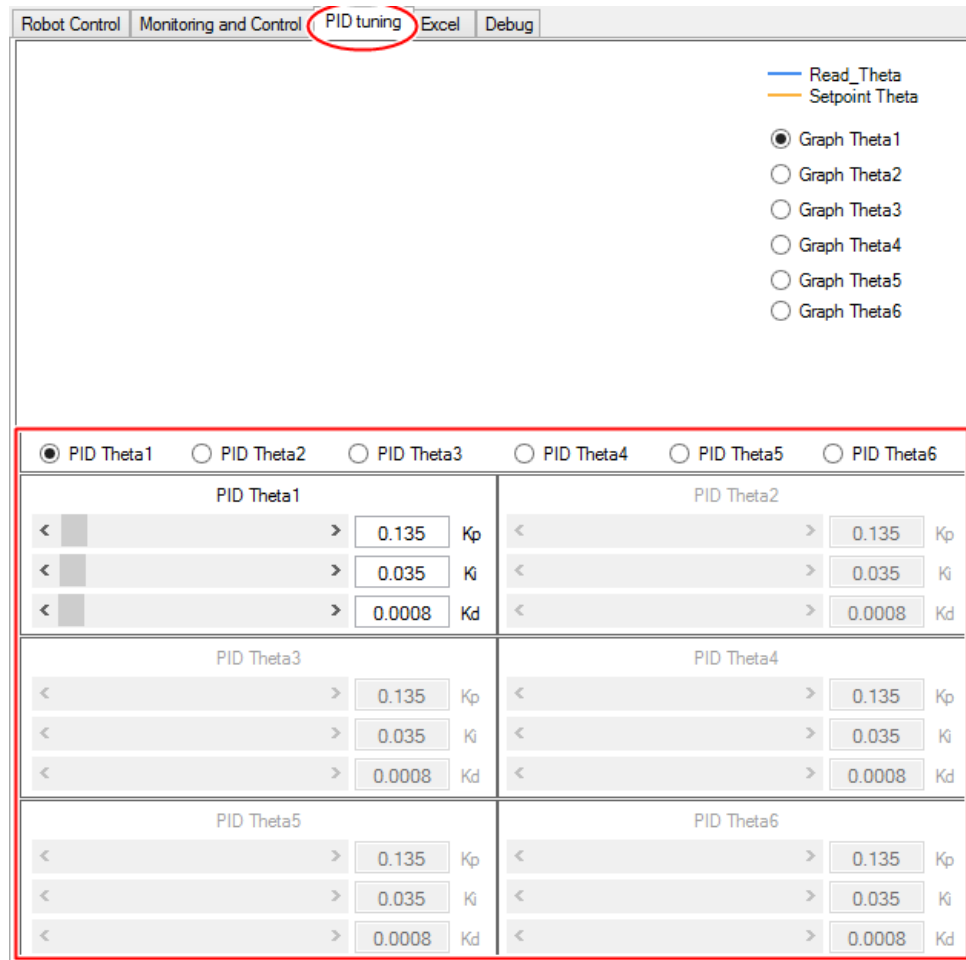 Robot Control Monitoring and Control PID tuning Excel Debug
Read_Theta
Setpoint Theta
Graph Theta1
Graph Theta2
Graph Theta3
Graph Theta4
Graph Theta5
Graph Theta6
PID Theta1 PID Theta2 PID Theta3 PID Theta4 PID Theta5 PID Theta6
PID Theta1 PID Theta2
< > 0.135 Kp < > 0.135 Kp
< > 0.035 Ki < > 0.035 Ki
< > 0.0008 Kd < > 0.0008 Kd
PID Theta3 PID Theta4
< > 0.135 Kp < > 0.135 Kp
< > 0.035 Ki < > 0.035 Ki
< > 0.0008 Kd < > 0.0008 Kd
PID Theta5 PID Theta6
< > 0.135 Kp < > 0.135 Kp
< > 0.035 Ki < > 0.035 Ki
< > 0.0008 Kd < > 0.0008 Kd